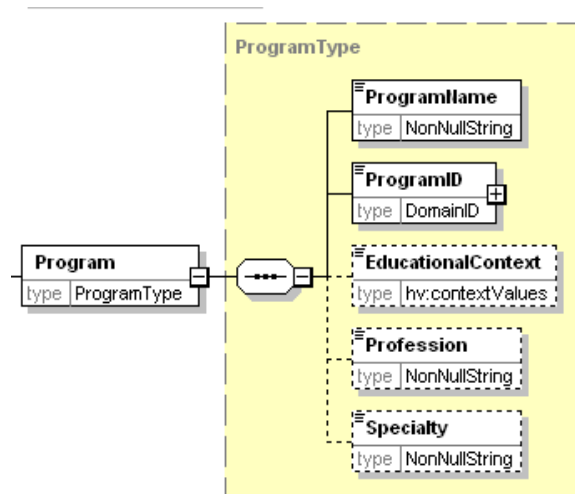 ProgramType
ProgramName
type NonNullString
ProgramID
type DomainID
Program
type ProgramType
EducationalContext
type hv:contextValues
Profession
type NonNullString
Specialty
type NonNullString